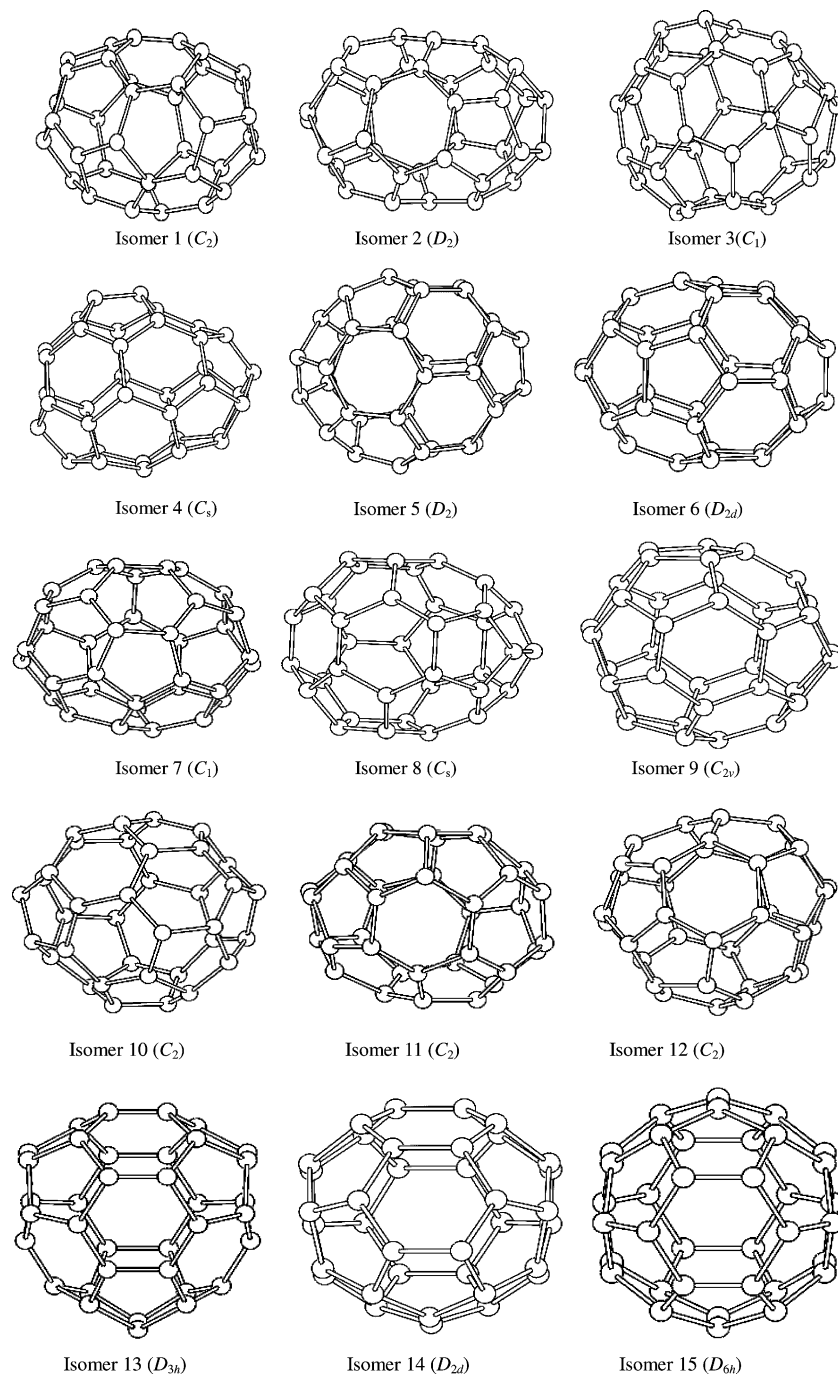 Isomer 1 (C2)
Isomer 2 (D2)
Isomer 3(C1)
Isomer 4 (Cs)
Isomer 5 (D2)
Isomer 6 (D2d)
Isomer 7 (C1)
Isomer 8 (Cs)
Isomer 9 (C2v)
Isomer 10 (C2)
Isomer 11 (C2)
Isomer 12 (C2)
Isomer 13 (D3h)
Isomer 14 (D2d)
Isomer 15 (D6h)